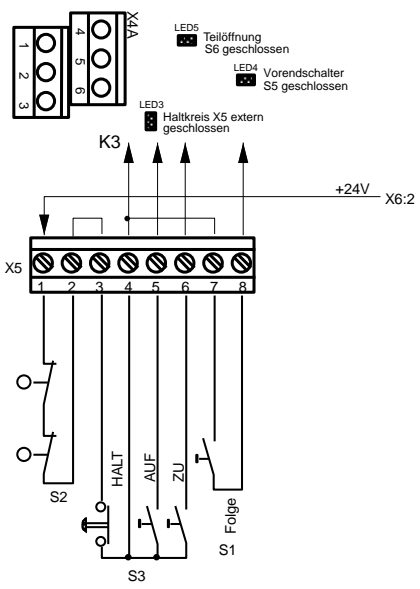 X4A
1
2
3
4
5
6
LED5
Teilöffnung
S6 geschlossen
LED4
Vorendschalter
S5 geschlossen
LED3
Haltkreis X5 extern
geschlossen
K3
+24V
X6:2
X5
1 2 3 4 5 6 7 8
HALT
AUF
ZU
Folge
S2
S1
S3